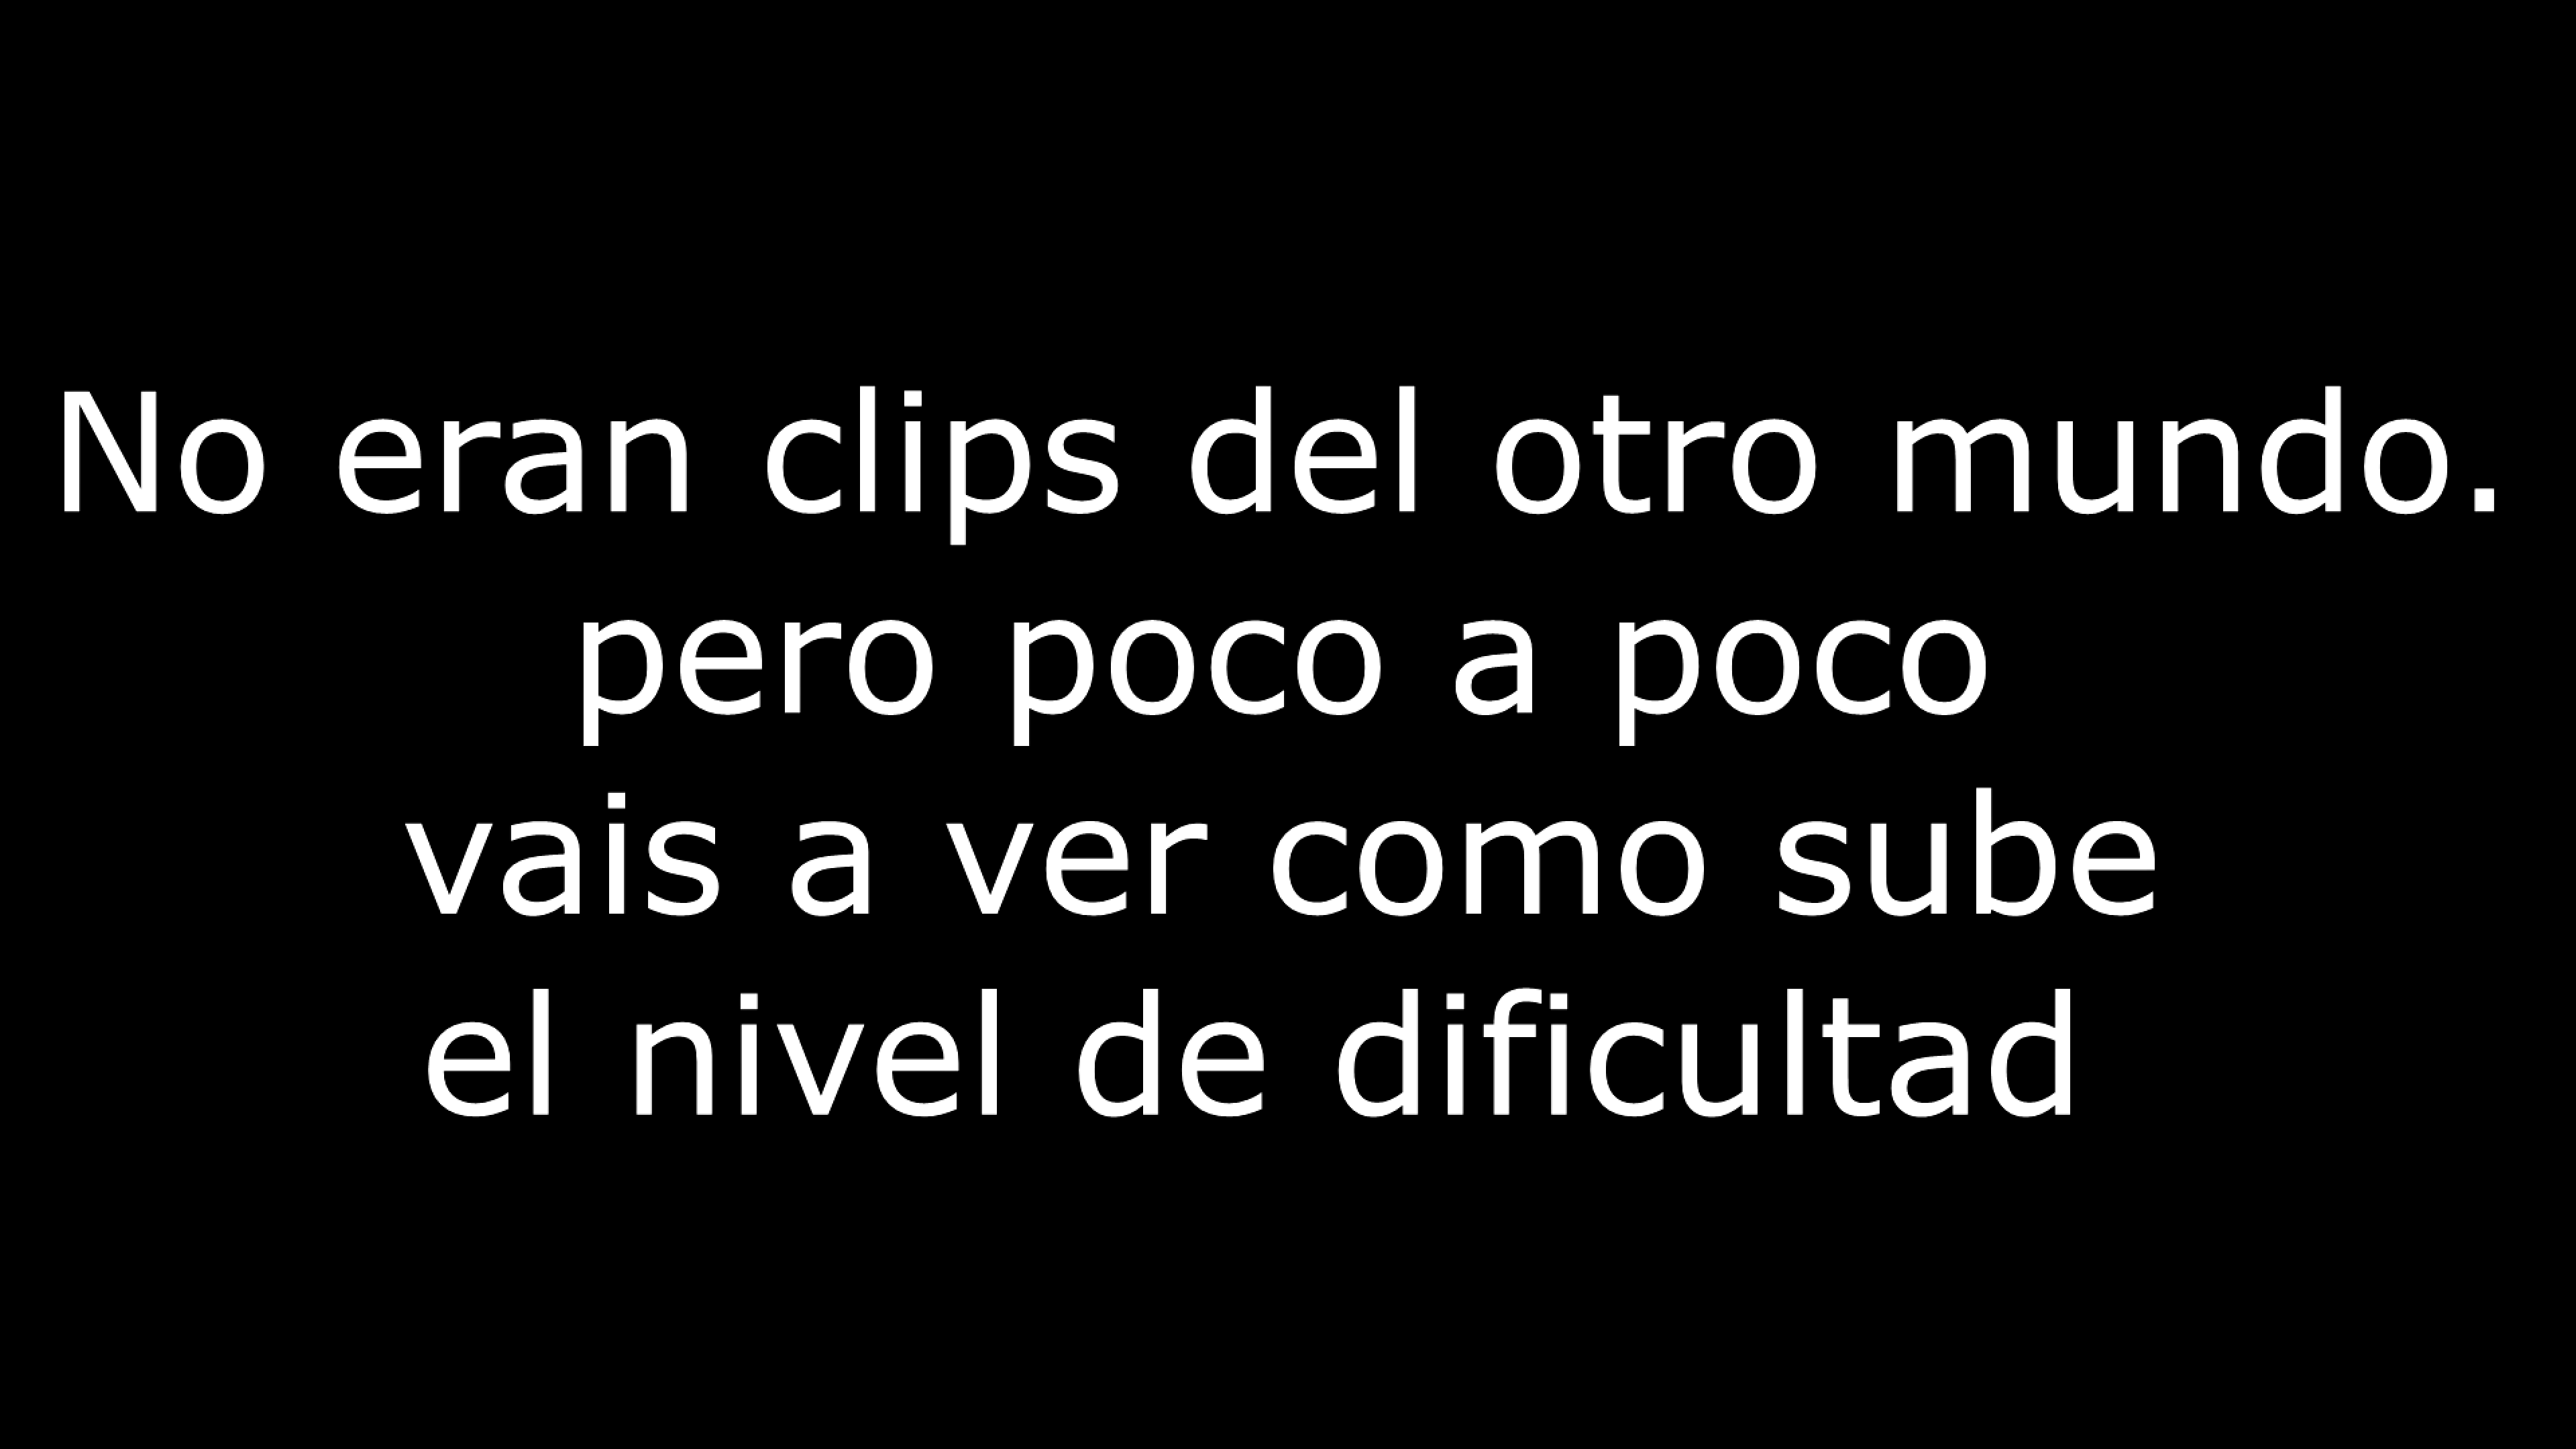 No eran clips del otro mundo.
pero poco a poco
vais a ver como sube
el nivel de dificultad